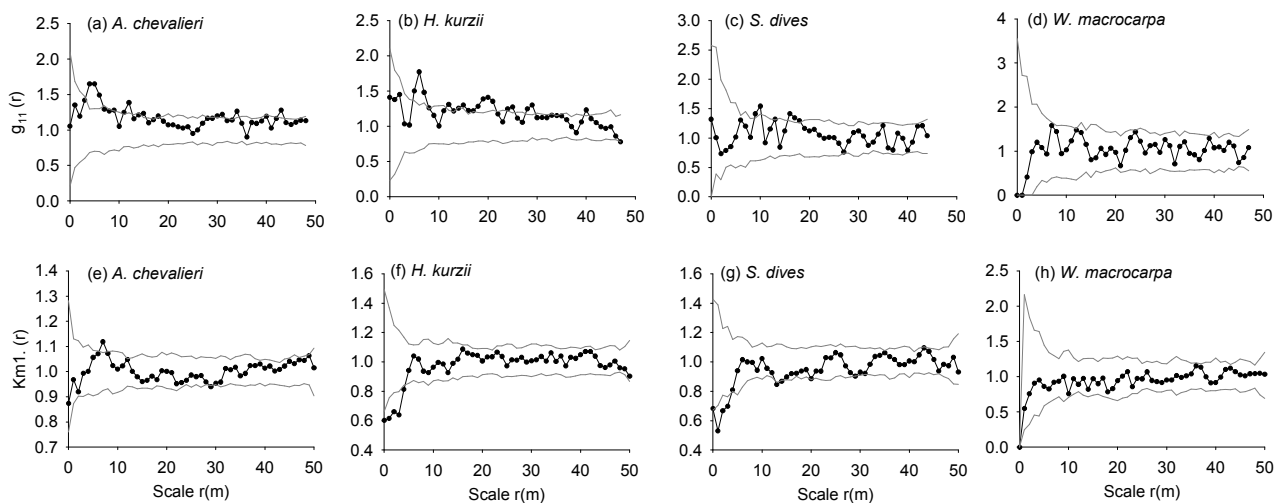 (a) A. chevalieri
(b) H. kurzii
(c) S. dives
(d) W. macrocarpa
g11 (r)
2.5
2.0
1.5
1.0
0.5
0.0
0 10 20 30 40 50
2.5
2.0
1.5
1.0
0.5
0.0
0 10 20 30 40 50
3.0
2.5
2.0
1.5
1.0
0.5
0.0
0 10 20 30 40 50
4
3
2
1
0
0 10 20 30 40 50
(e) A. chevalieri
(f) H. kurzii
(g) S. dives
(h) W. macrocarpa
Km1. (r)
1.4
1.3
1.2
1.1
1.0
0.9
0.8
0.7
0 10 20 30 40 50
Scale r(m)
1.6
1.4
1.2
1.0
0.8
0.6
0.4
0 10 20 30 40 50
Scale r(m)
1.6
1.4
1.2
1.0
0.8
0.6
0.4
0 10 20 30 40 50
Scale r(m)
2.5
2.0
1.5
1.0
0.5
0.0
0 10 20 30 40 50
Scale r(m)